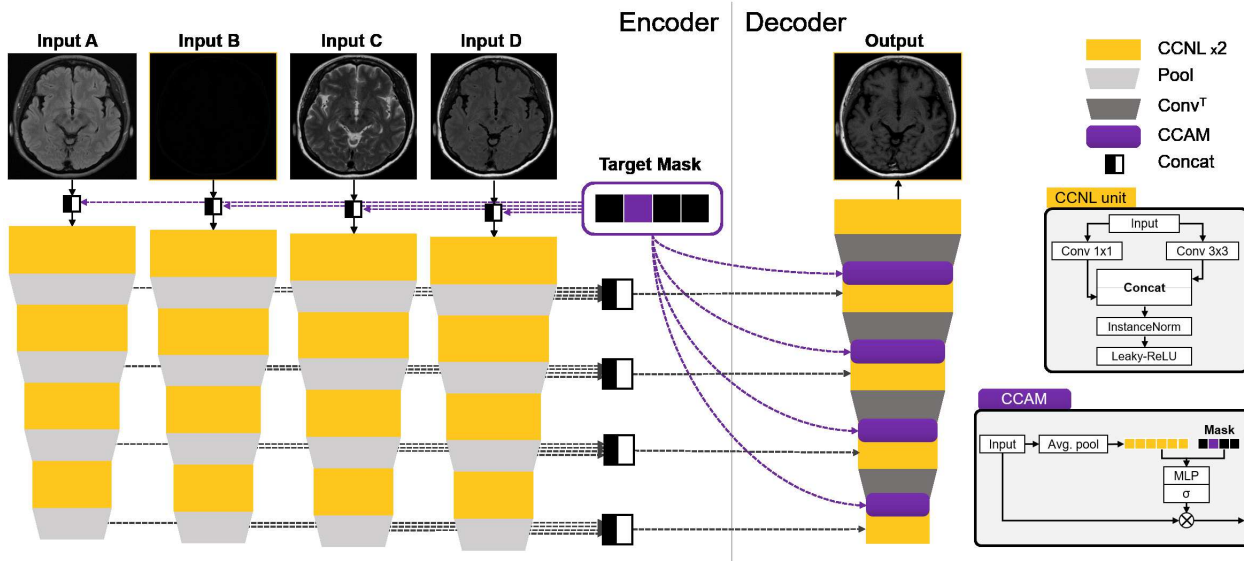 Encoder
Decoder
Input A
Input B
Input C
Input D
Output
Target Mask
CCNL x2
Pool
Conv^T
CCAM
Concat
CCNL unit
Input
Conv 1x1
Conv 3x3
Concat
InstanceNorm
Leaky-ReLU
CCAM
Input
Avg. pool
Mask
MLP
σ